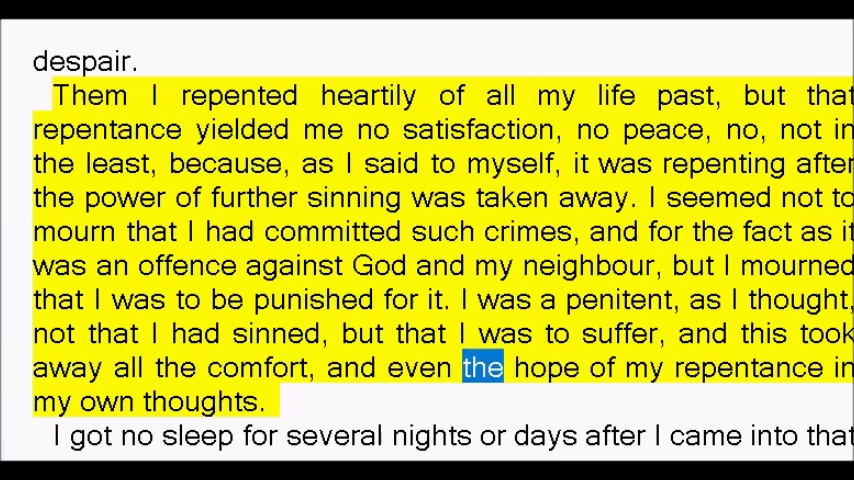 despair.
Them I repented heartily of all my life past, but that
repentance yielded me no satisfaction, no peace, no, not in
the least, because, as I said to myself, it was repenting after
the power of further sinning was taken away. I seemed not to
mourn that I had committed such crimes, and for the fact as it
was an offence against God and my neighbour, but I mourned
that I was to be punished for it. I was a penitent, as I thought,
not that I had sinned, but that I was to suffer, and this took
away all the comfort, and even the hope of my repentance in
my own thoughts.
I got no sleep for several nights or days after I came into that